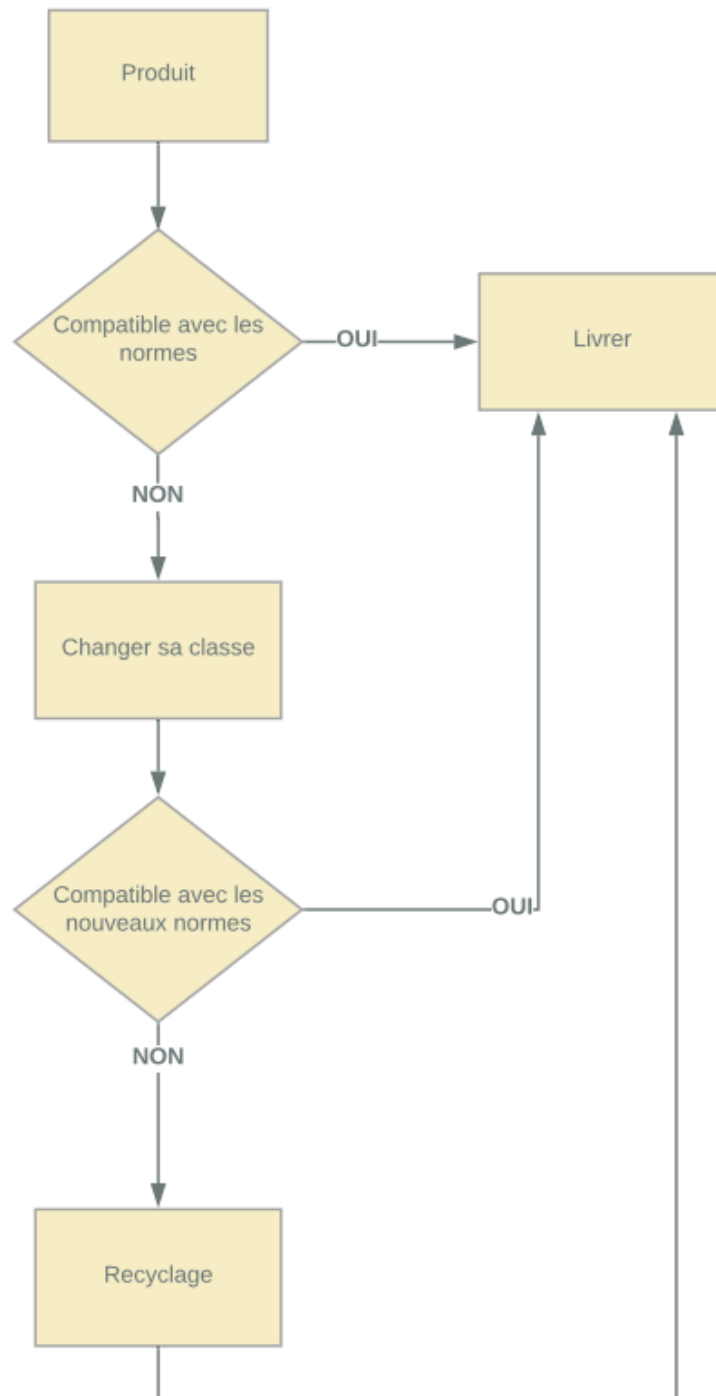 Produit
Compatible avec les
normes
OUI
Livrer
NON
Changer sa classe
Compatible avec les
nouveaux normes
OUI
NON
Recyclage